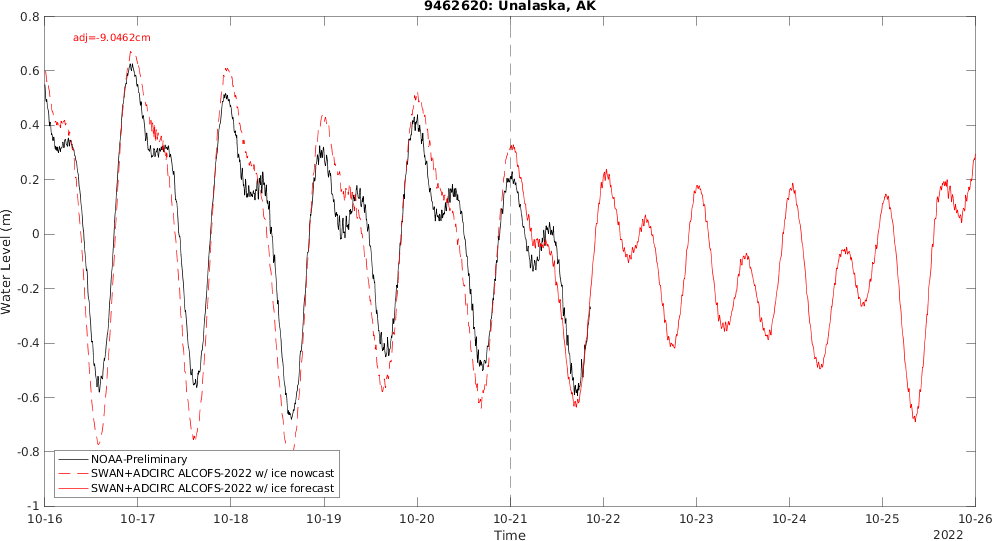 9462620: Unalaska, AK
adj=-9.0462cm
0.8
0.6
0.4
0.2
0
-0.2
-0.4
-0.6
-0.8
-1
Water Level (m)
NOAA-Preliminary
SWAN+ADCIRC ALCOFS-2022 w/ ice nowcast
SWAN+ADCIRC ALCOFS-2022 w/ ice forecast
10-16 10-17 10-18 10-19 10-20 10-21 10-22 10-23 10-24 10-25 10-26
Time
2022